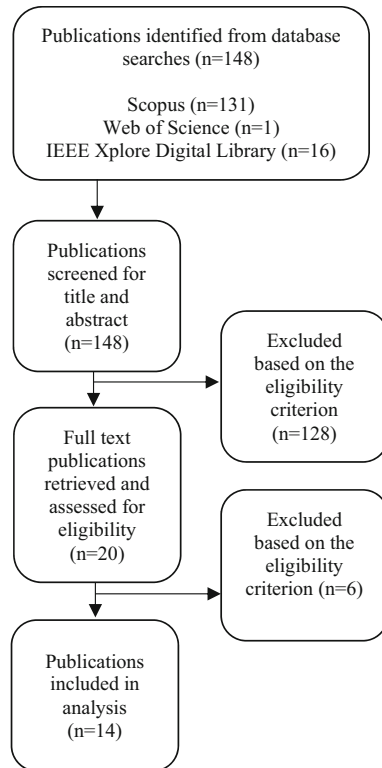 Publications identified from database
searches (n=148)
Scopus (n=131)
Web of Science (n=1)
IEEE Xplore Digital Library (n=16)
Publications
screened for
title and
abstract
(n=148)
Excluded
based on the
eligibility
criterion
(n=128)
Full text
publications
retrieved and
assessed for
eligibility
(n=20)
Excluded
based on the
eligibility
criterion (n=6)
Publications
included in
analysis
(n=14)